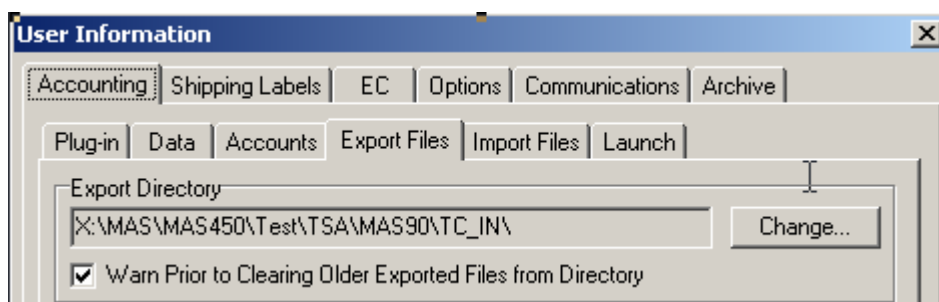 User Information
Accounting Shipping Labels EC Options Communications Archive
Plug-in Data Accounts Export Files Import Files Launch
Export Directory
X:\MAS\MAS450\Test\TSA\MAS90\TC_IN\ Change...
Warn Prior to Clearing Older Exported Files from Directory